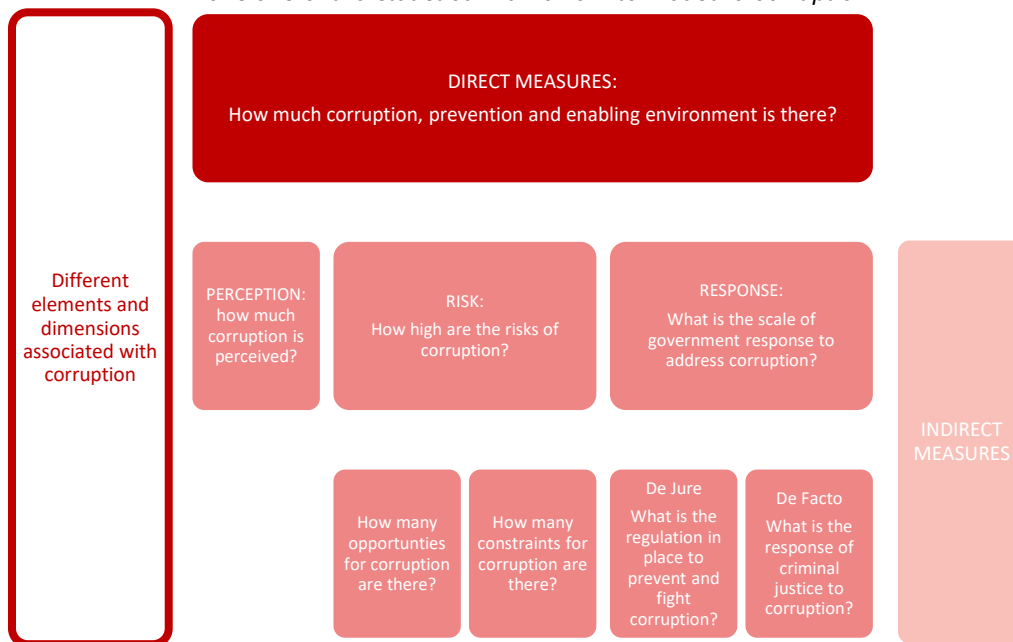 DIRECT MEASURES:
How much corruption, prevention and enabling environment is there?
Different
elements and
dimensions
associated with
corruption
PERCEPTION:
how much
corruption is
perceived?
RISK:
How high are the risks of
corruption?
RESPONSE:
What is the scale of
government response to
address corruption?
INDIRECT
MEASURES
How many
opportunties
for corruption
are there?
How many
constraints for
corruption are
there?
De Jure
What is the
regulation in
place to
prevent and
fight
corruption?
De Facto
What is the
response of
criminal
justice to
corruption?